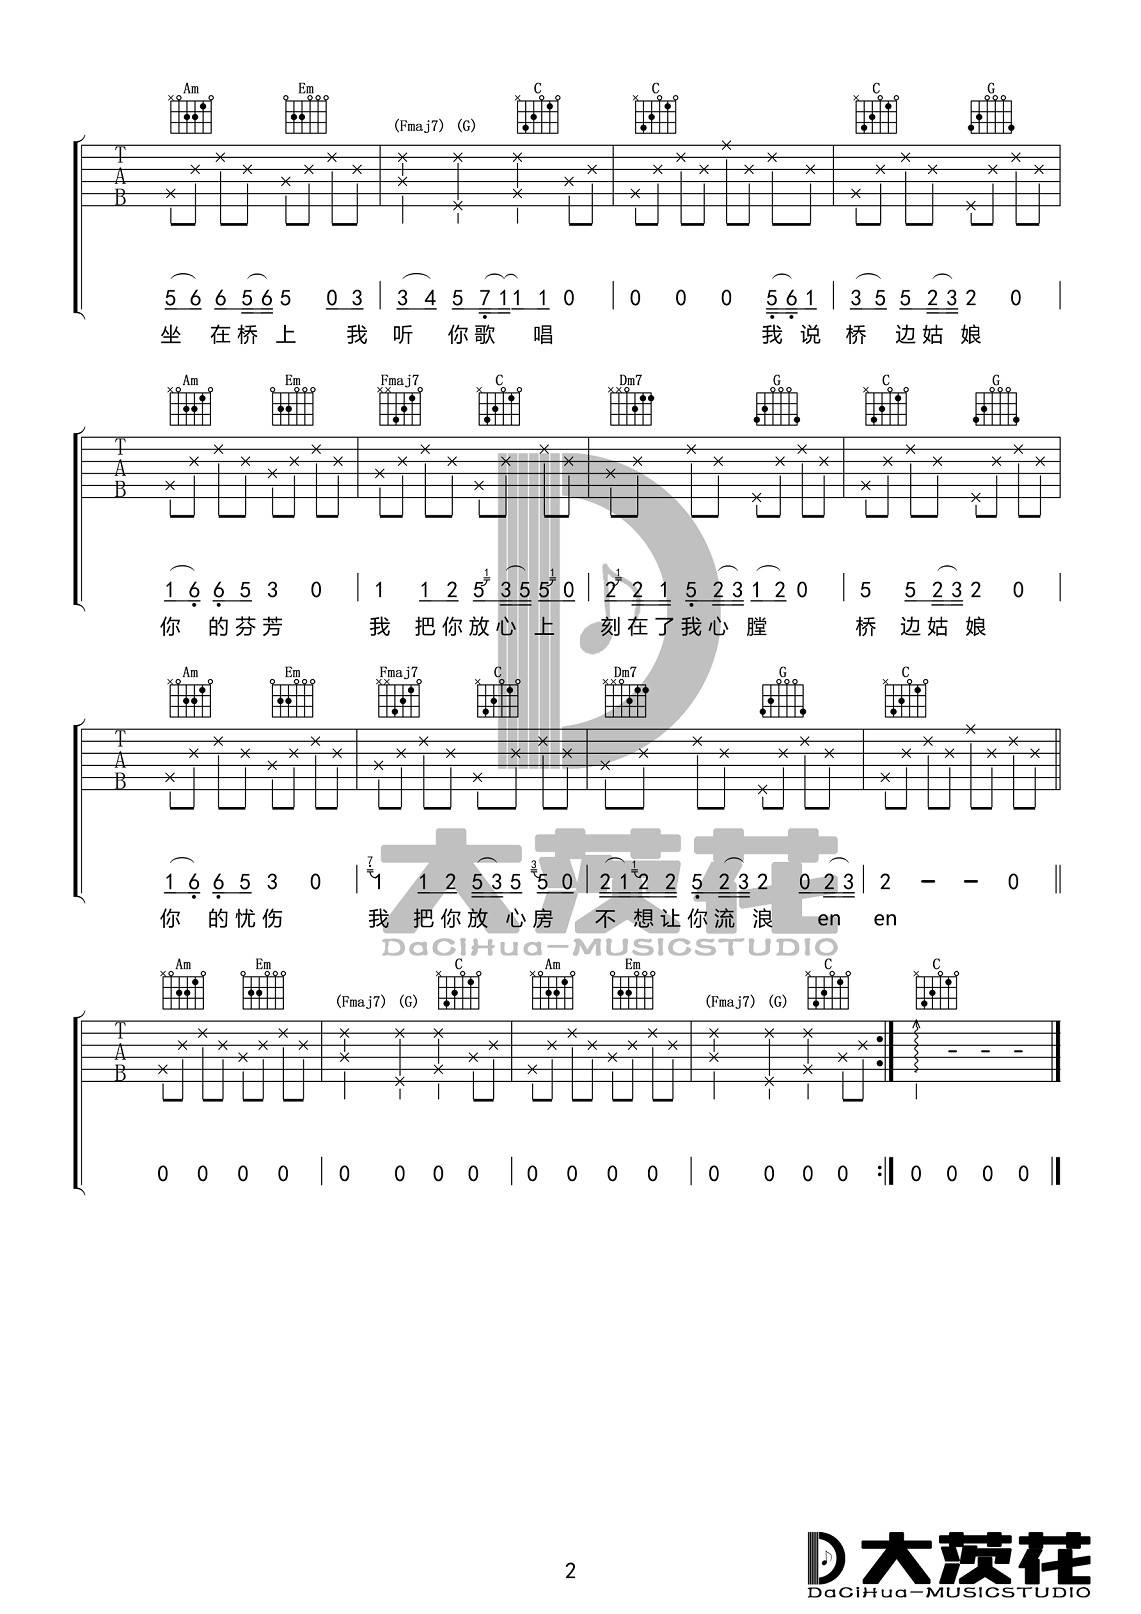 Am Em (Fmaj7) (G) C C C G
T A B
5 6 6 5 6 5 0 3 3 4 5 7 1 1 1 0 0 0 0 5 6 1 3 5 5 2 3 2 0
坐 在 桥 上 我 听 你 歌 唱 我 说 桥 边 姑 娘
Am Em Fmaj7 C Dm7 G C G
T A B
1 6 6 5 3 0 1 1 2 1 5 3 5 1 5 0 2 1 2 1 5 2 3 1 2 0 5 5 2 3 2 0
你 的 芬 芳 我 把 你 放 心 上 刻 在 了 我 心 膛 桥 边 姑 娘
Am Em Fmaj7 C Dm7 G C
T A B
1 6 6 5 3 0 7 1 1 2 5 3 5 3 5 0 2 1 1 2 2 5 2 3 2 0 2 3 2 – – 0
你 的 忧 伤 我 把 你 放 心 房 不 想 让 你 流 浪 en en
大茨花
DaCiHua-MUSICSTUDIO
Am Em (Fmaj7) (G) C Am Em (Fmaj7) (G) C C
T A B - - -
0 0 0 0 0 0 0 0 0 0 0 0 0 0 0 0 0 0 0 0
2
大茨花
DaCiHua-MUSICSTUDIO